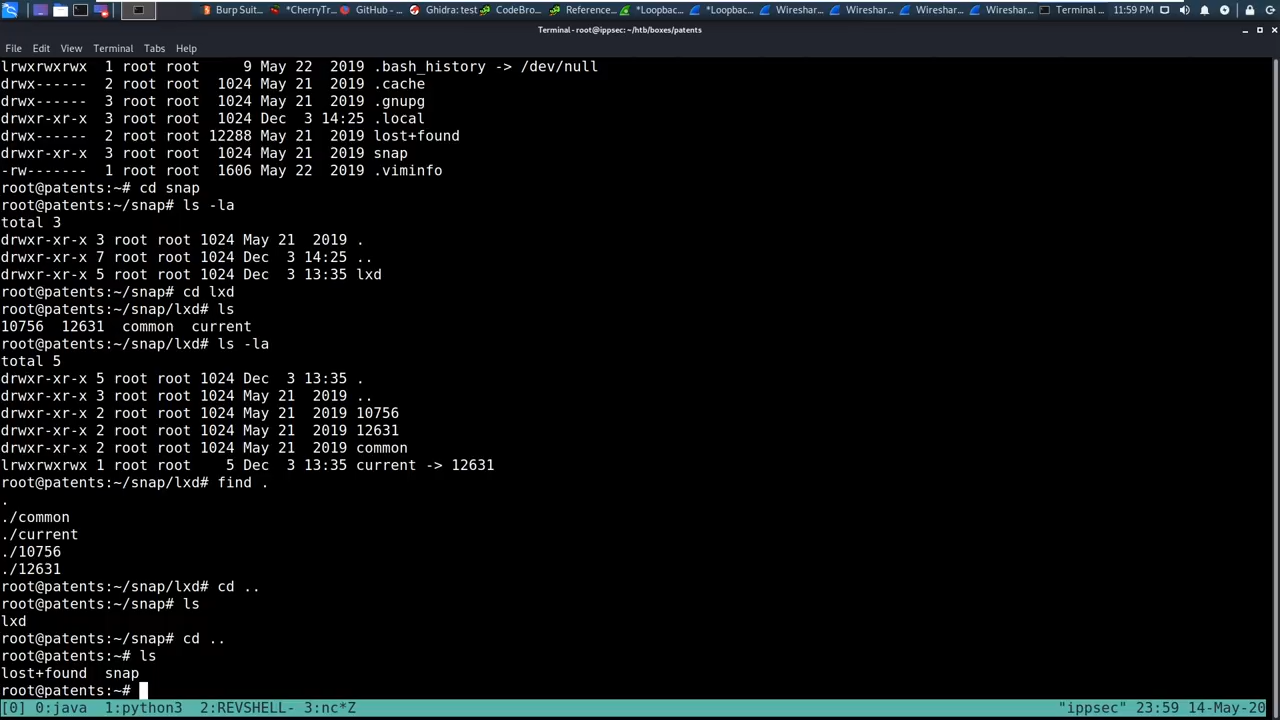 Burp Suit... *CherryTr... GitHub - ... Ghidra: test CodeBro... Reference... *Loopbac... *Loopbac... Wireshar... Wireshar... Wireshar... Wireshar... Terminal ... 11:59 PM
Terminal - root@ippsec: ~/htb/boxes/patents
File Edit View Terminal Tabs Help
lrwxrwxrwx  1 root root     9 May 22  2019 .bash_history -> /dev/null
drwx------  2 root root  1024 May 21  2019 .cache
drwx------  3 root root  1024 May 21  2019 .gnupg
drwxr-xr-x  3 root root  1024 Dec  3 14:25 .local
drwx------  2 root root 12288 May 21  2019 lost+found
drwxr-xr-x  3 root root  1024 May 21  2019 snap
-rw-------  1 root root  1606 May 22  2019 .viminfo
root@patents:~# cd snap
root@patents:~/snap# ls -la
total 3
drwxr-xr-x 3 root root 1024 May 21  2019 .
drwxr-xr-x 7 root root 1024 Dec  3 14:25 ..
drwxr-xr-x 5 root root 1024 Dec  3 13:35 lxd
root@patents:~/snap# cd lxd
root@patents:~/snap/lxd# ls
10756  12631  common  current
root@patents:~/snap/lxd# ls -la
total 5
drwxr-xr-x 5 root root 1024 Dec  3 13:35 .
drwxr-xr-x 3 root root 1024 May 21  2019 ..
drwxr-xr-x 2 root root 1024 May 21  2019 10756
drwxr-xr-x 2 root root 1024 May 21  2019 12631
drwxr-xr-x 2 root root 1024 May 21  2019 common
lrwxrwxrwx 1 root root    5 Dec  3 13:35 current -> 12631
root@patents:~/snap/lxd# find .
.
./common
./current
./10756
./12631
root@patents:~/snap/lxd# cd ..
root@patents:~/snap# ls
lxd
root@patents:~/snap# cd ..
root@patents:~# ls
lost+found  snap
root@patents:~#
[0] 0:java  1:python3  2:REVSHELL- 3:nc*Z "ippsec" 23:59 14-May-20